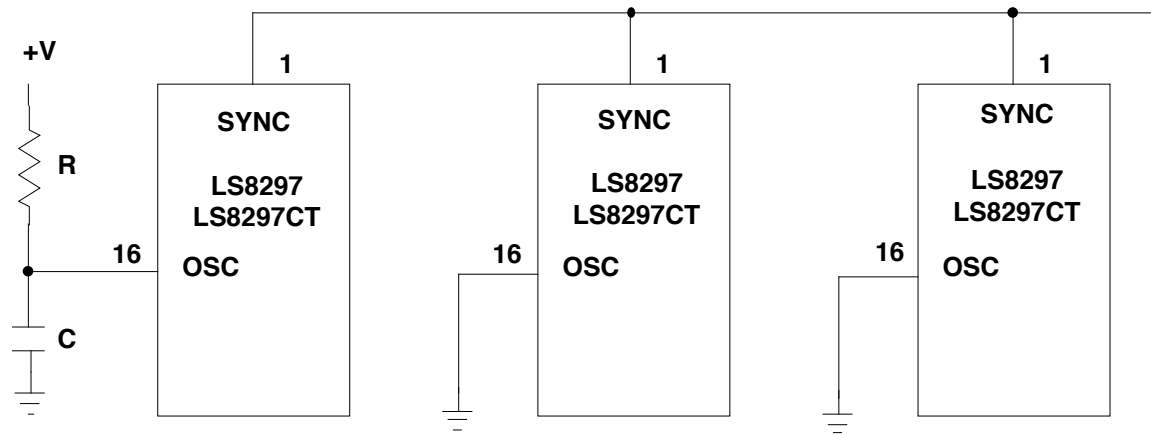 +V
R
C
1
SYNC
LS8297
LS8297CT
16
OSC
1
SYNC
LS8297
LS8297CT
16
OSC
1
SYNC
LS8297
LS8297CT
16
OSC